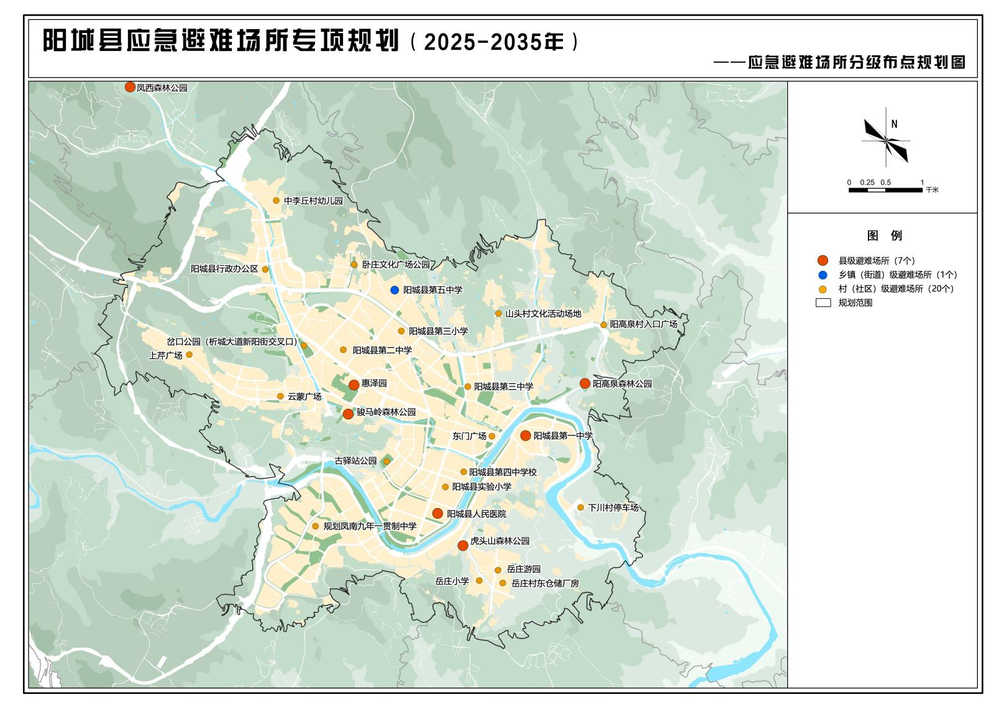 阳城县应急避难场所专项规划（2025-2035年）
——应急避难场所分级布点规划图
凤西森林公园
N
0 0.25 0.5 1
千米
中李丘村幼儿园
图 例
县级避难场所（7个）
乡镇（街道）级避难场所（1个）
村（社区）级避难场所（20个）
规划范围
阳城县行政办公区
卧庄文化广场公园
阳城县第五中学
山头村文化活动场地
阳高泉村入口广场
阳城县第三小学
岔口公园（析城大道新阳街交叉口）
阳城县第二中学
上芹广场
惠泽园
阳高泉森林公园
阳城县第三中学
云蒙广场
骏马岭森林公园
东门广场
阳城县第一中学
古驿站公园
阳城县第四中学校
阳城县实验小学
下川村停车场
阳城县人民医院
规划凤南九年一贯制中学
虎头山森林公园
岳庄游园
岳庄小学
岳庄村东仓储厂房